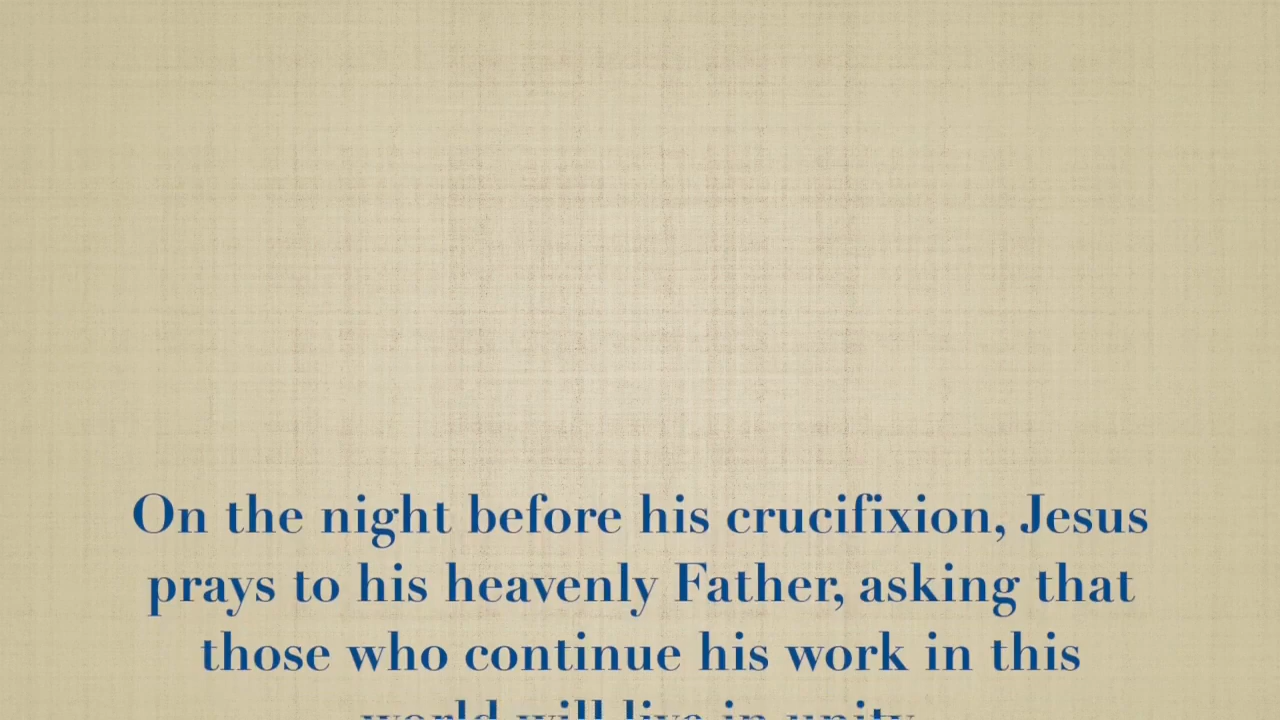 On the night before his crucifixion, Jesus
prays to his heavenly Father, asking that
those who continue his work in this
world will live in unity